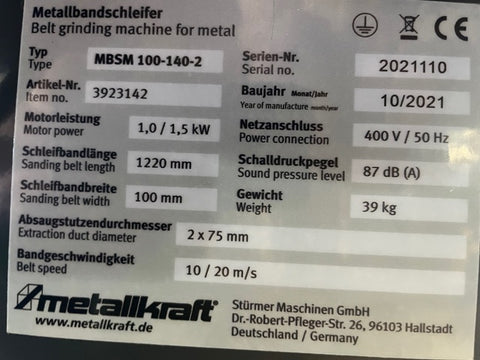 Metallbandschleifer
Belt grinding machine for metal
CE
Typ
Type
MBSM 100-140-2
Serien-Nr.
Serial no.
2021110
Artikel-Nr.
Item no.
3923142
Baujahr Monat/Jahr
Year of manufacture month/year
10/2021
Motorleistung
Motor power
1,0 / 1,5 kW
Netzanschluss
Power connection
400 V / 50 Hz
Schleifbandlänge
Sanding belt length
1220 mm
Schalldruckpegel
Sound pressure level
87 dB (A)
Schleifbandbreite
Sanding belt width
100 mm
Gewicht
Weight
39 kg
Absaugstutzendurchmesser
Extraction duct diameter
2 x 75 mm
Bandgeschwindigkeit
Belt speed
10 / 20 m/s
metallkraft®
www.metallkraft.de
Stürmer Maschinen GmbH
Dr.-Robert-Pfleger-Str. 26, 96103 Hallstadt
Deutschland / Germany